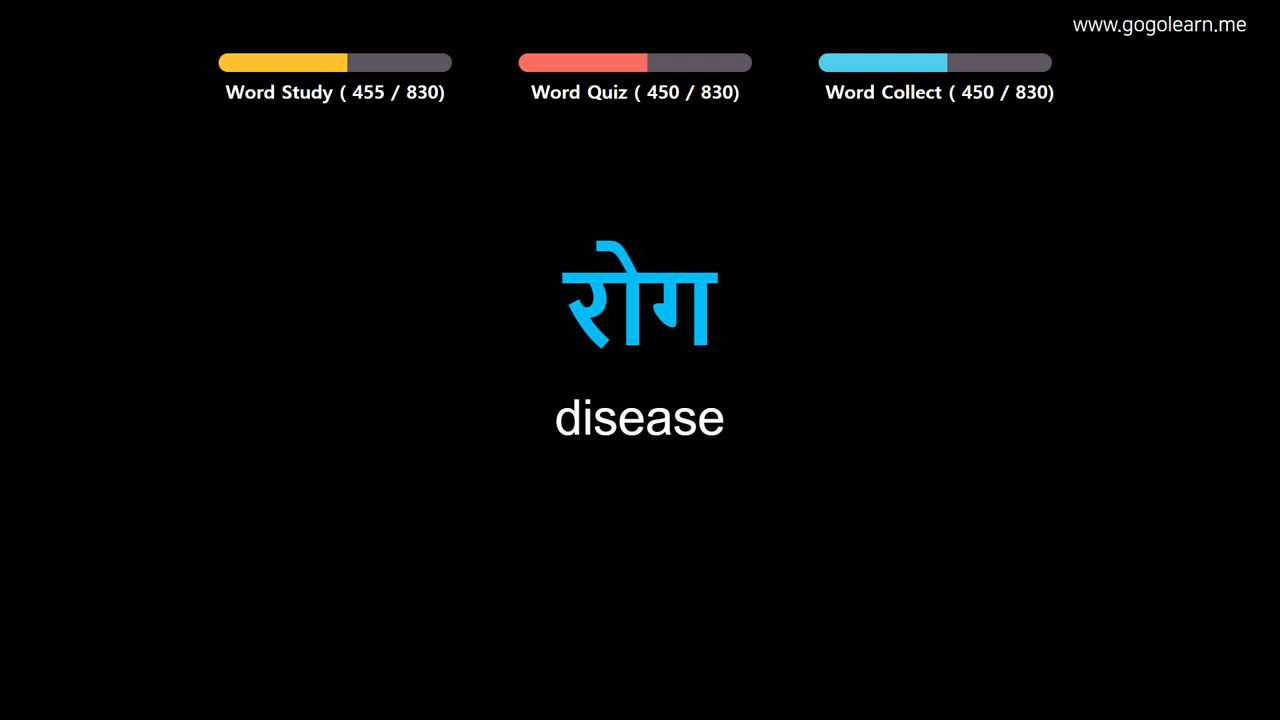 www.gogolearn.me
Word Study ( 455 / 830)
Word Quiz ( 450 / 830)
Word Collect ( 450 / 830)
रोग
disease